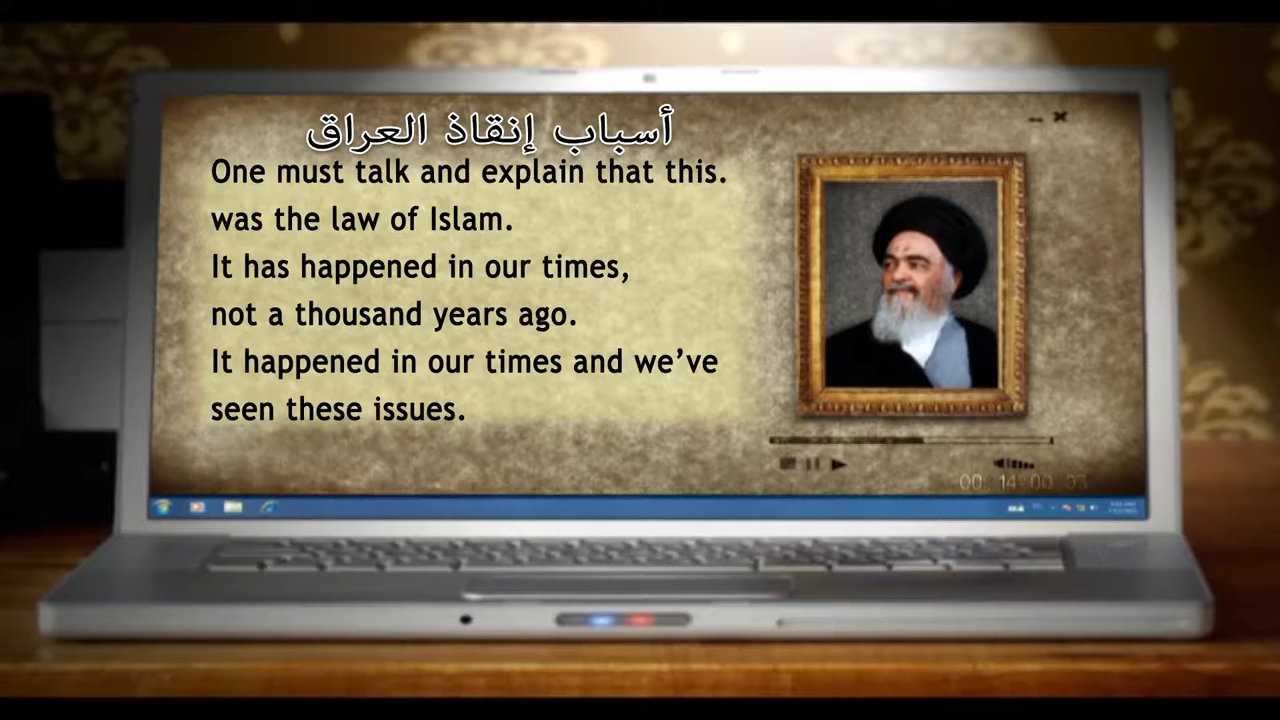 أسباب إنقاذ العراق
One must talk and explain that this.
was the law of Islam.
It has happened in our times,
not a thousand years ago.
It happened in our times and we’ve
seen these issues.